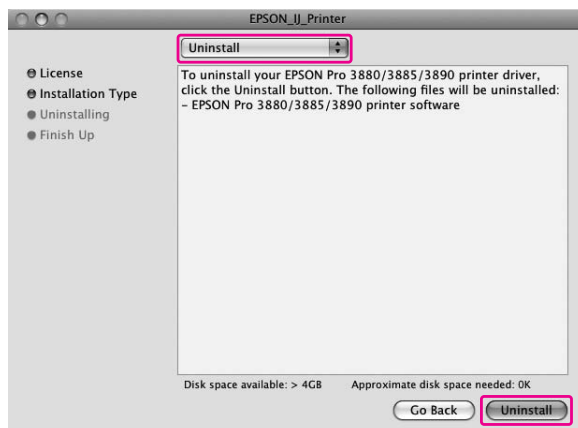 EPSON_IJ_Printer
Uninstall
License
Installation Type
Uninstalling
Finish Up
To uninstall your EPSON Pro 3880/3885/3890 printer driver,
click the Uninstall button. The following files will be uninstalled:
– EPSON Pro 3880/3885/3890 printer software
Disk space available: > 4GB Approximate disk space needed: 0K
Go Back Uninstall